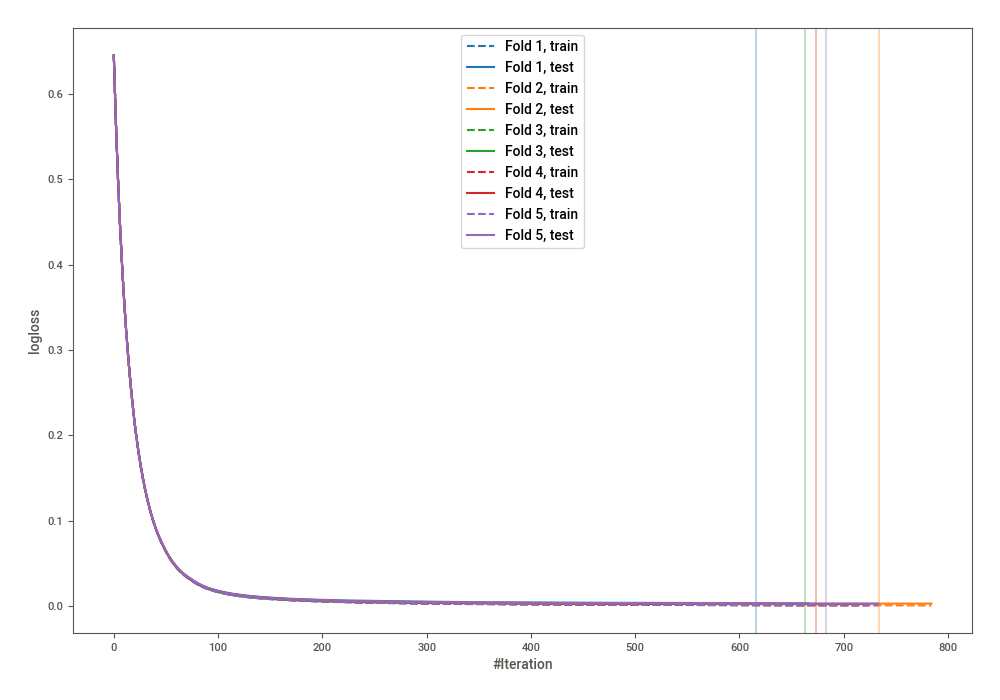 Fold 1, train
Fold 1, test
Fold 2, train
Fold 2, test
Fold 3, train
Fold 3, test
Fold 4, train
Fold 4, test
Fold 5, train
Fold 5, test
0.6
0.5
0.4
0.3
0.2
0.1
0.0
logloss
0 100 200 300 400 500 600 700 800
#Iteration